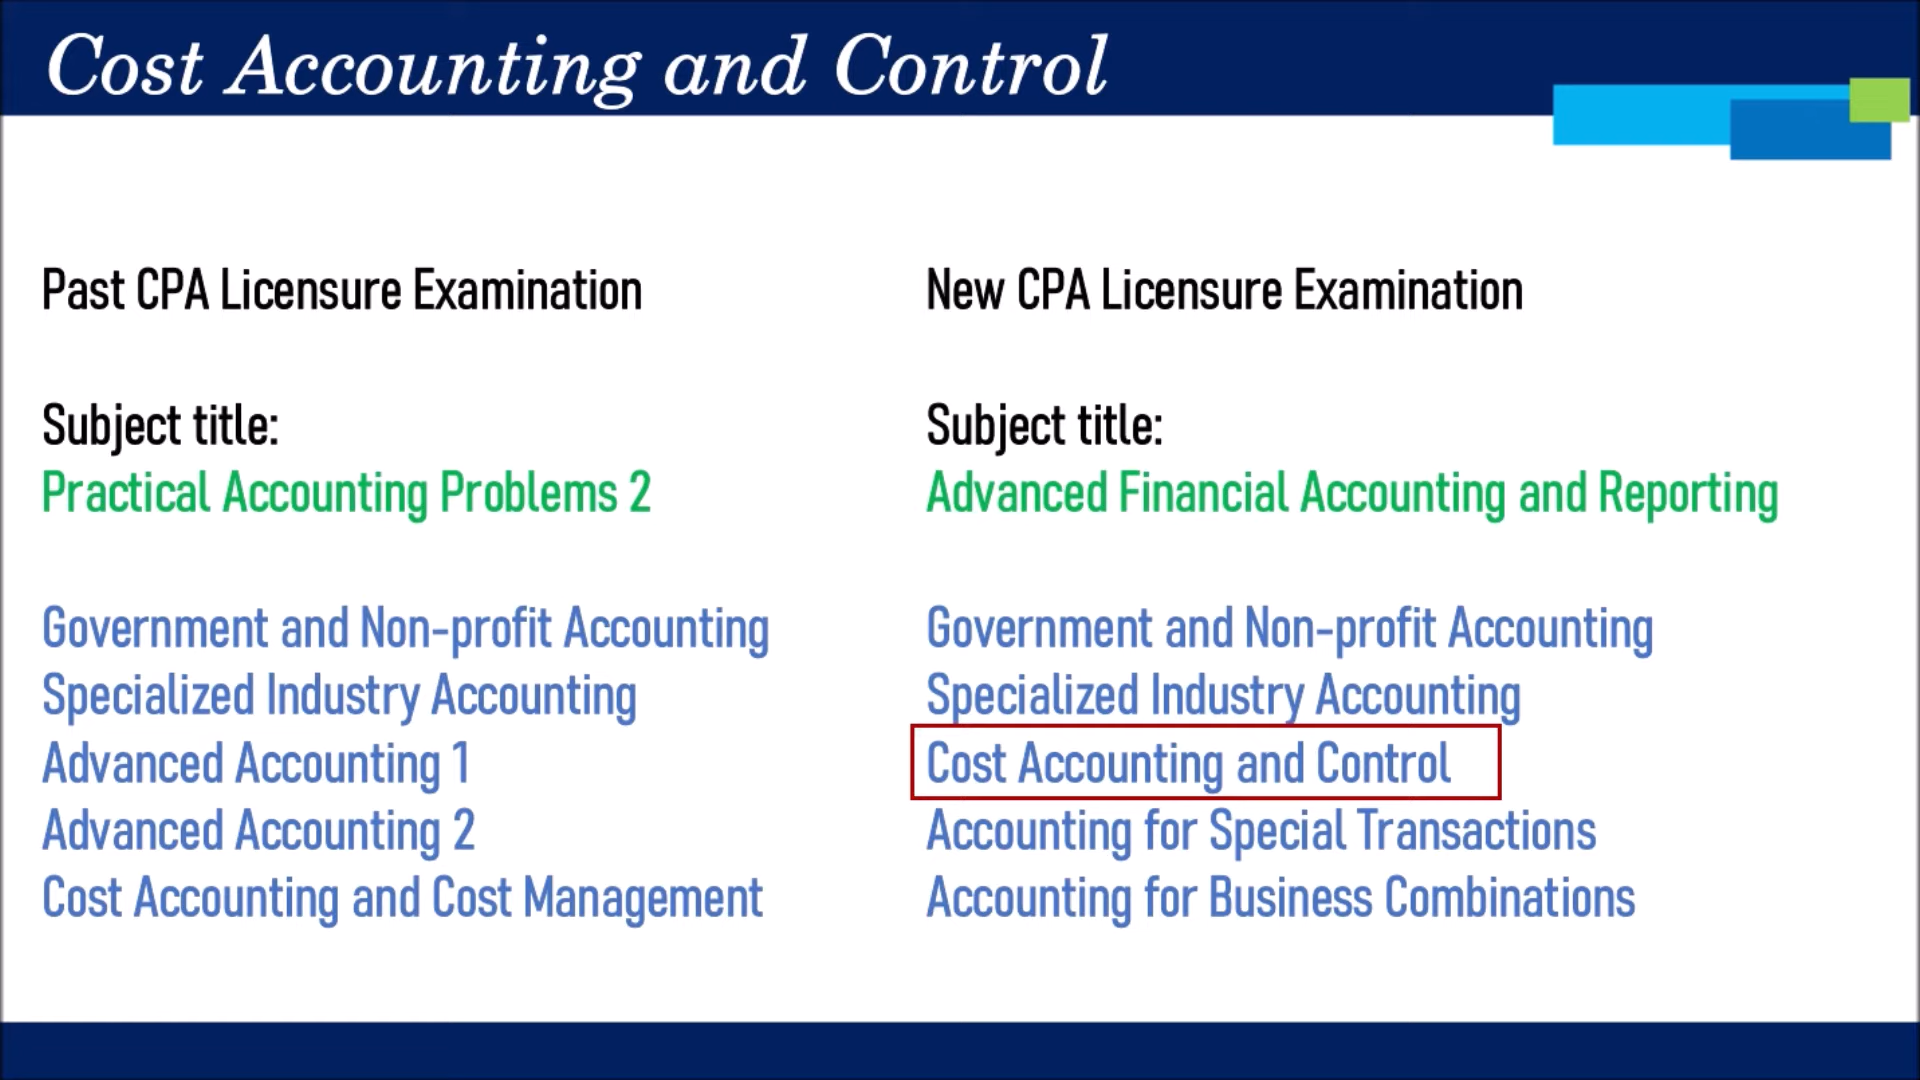 Cost Accounting and Control
Past CPA Licensure Examination
Subject title:
Practical Accounting Problems 2
Government and Non-profit Accounting
Specialized Industry Accounting
Advanced Accounting 1
Advanced Accounting 2
Cost Accounting and Cost Management
New CPA Licensure Examination
Subject title:
Advanced Financial Accounting and Reporting
Government and Non-profit Accounting
Specialized Industry Accounting
Cost Accounting and Control
Accounting for Special Transactions
Accounting for Business Combinations